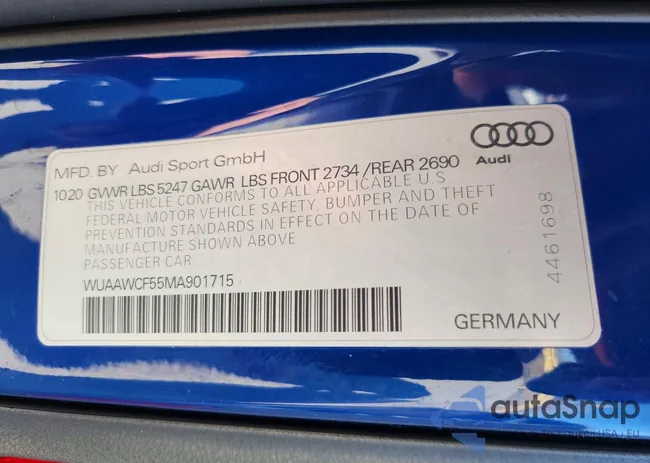 MFD. BY Audi Sport GmbH
1020 GVWR LBS 5247 GAWR LBS FRONT 2734 /REAR 2690
THIS VEHICLE CONFORMS TO ALL APPLICABLE U.S.
FEDERAL MOTOR VEHICLE SAFETY, BUMPER AND THEFT
PREVENTION STANDARDS IN EFFECT ON THE DATE OF
MANUFACTURE SHOWN ABOVE
PASSENGER CAR
WUAAWCF55MA901715
Audi
4461698
GERMANY
autoSnap